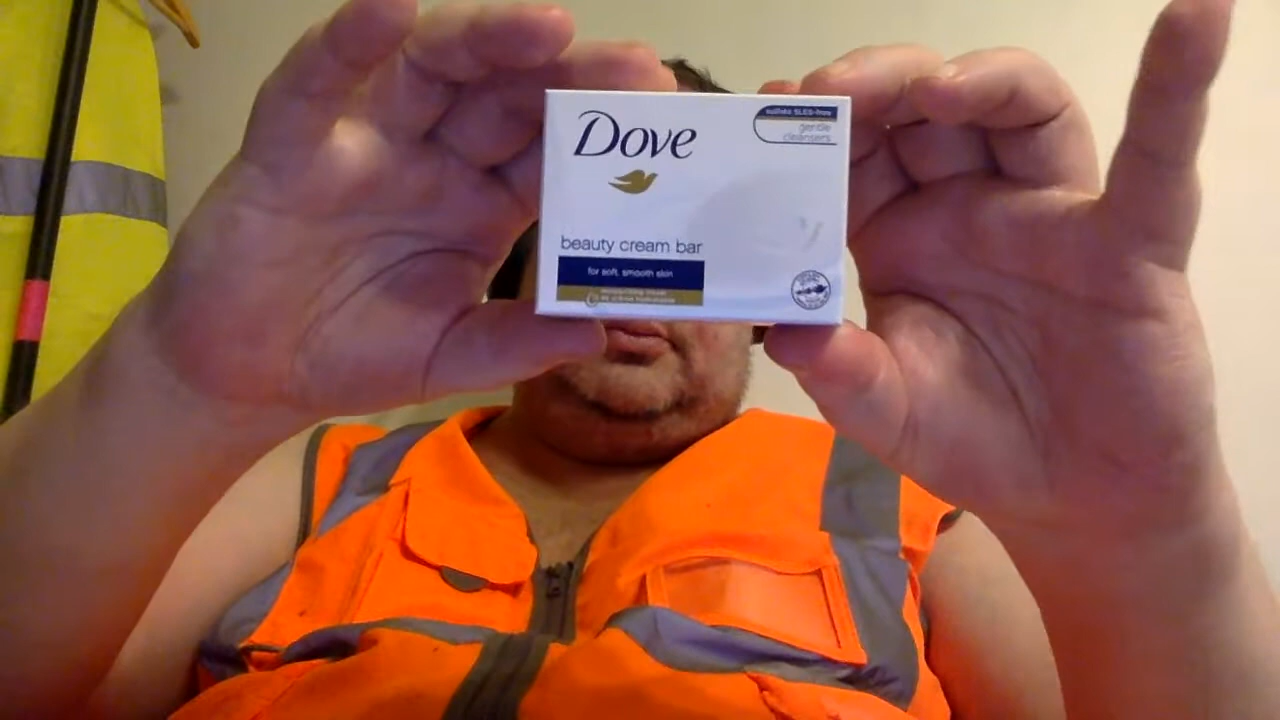 Dove
sulfate SLES-free
gentle
cleansers
beauty cream bar
for soft, smooth skin